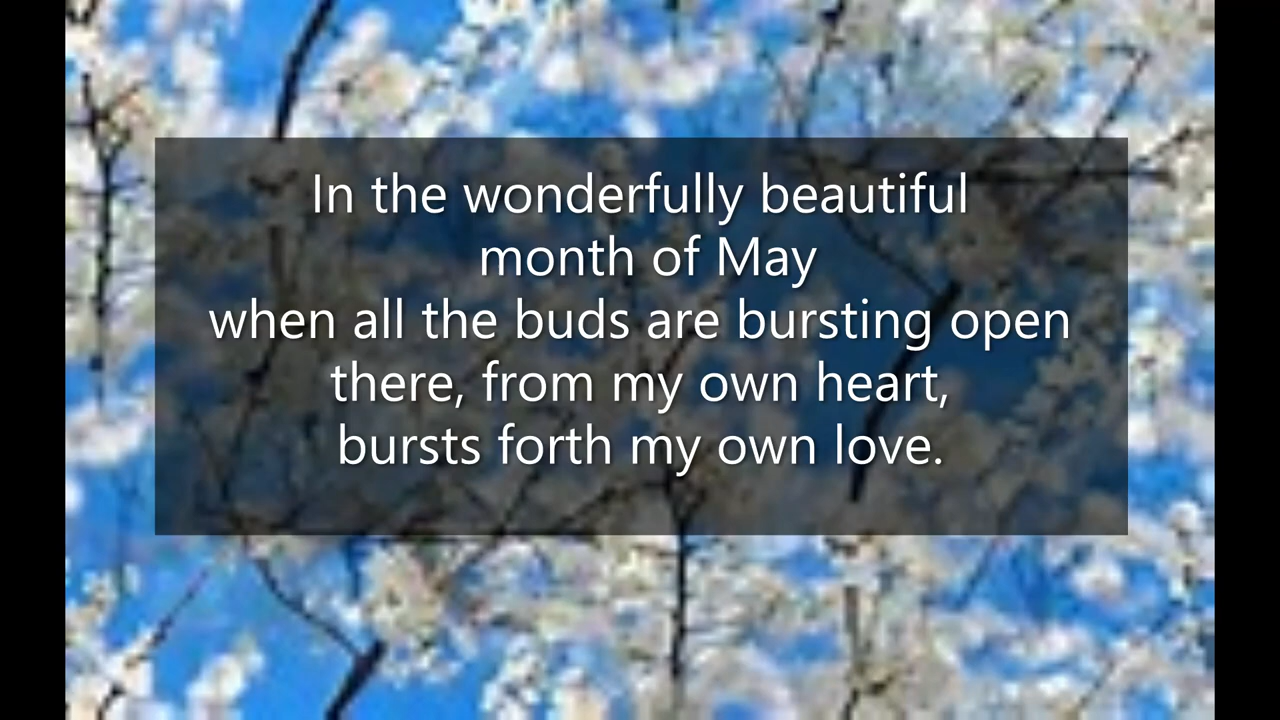 In the wonderfully beautiful
month of May
when all the buds are bursting open
there, from my own heart,
bursts forth my own love.